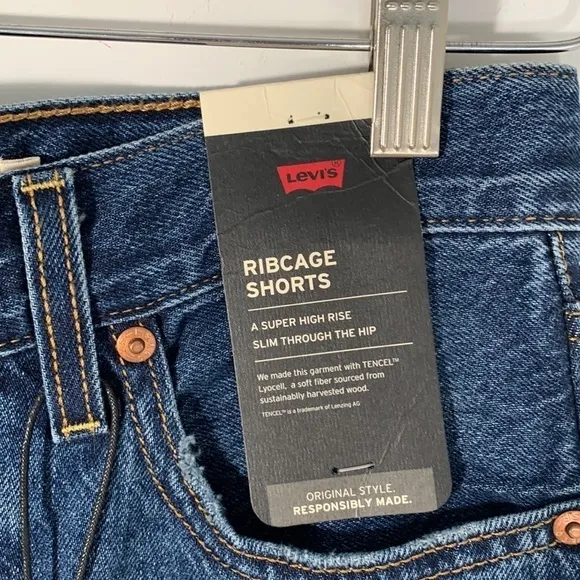 Levi's®
RIBCAGE
SHORTS
A SUPER HIGH RISE
SLIM THROUGH THE HIP
We made this garment with TENCEL™
Lyocell, a soft fiber sourced from
sustainablly harvested wood.
TENCEL™ is a trademark of Lenzing AG
ORIGINAL STYLE.
RESPONSIBLY MADE.